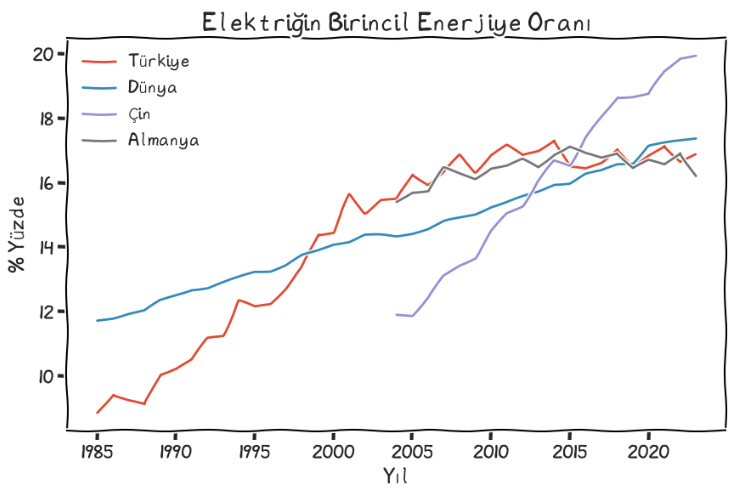 Elektriğin Birincil Enerjiye Oranı
Türkiye
Dünya
Çin
Almanya
% Yüzde
20
18
16
14
12
10
1985 1990 1995 2000 2005 2010 2015 2020
Yıl